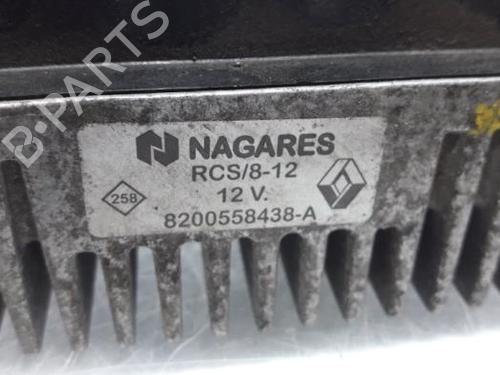 NAGARES
RCS/8-12
258
12 V.
8200558438-A
B-PARTS